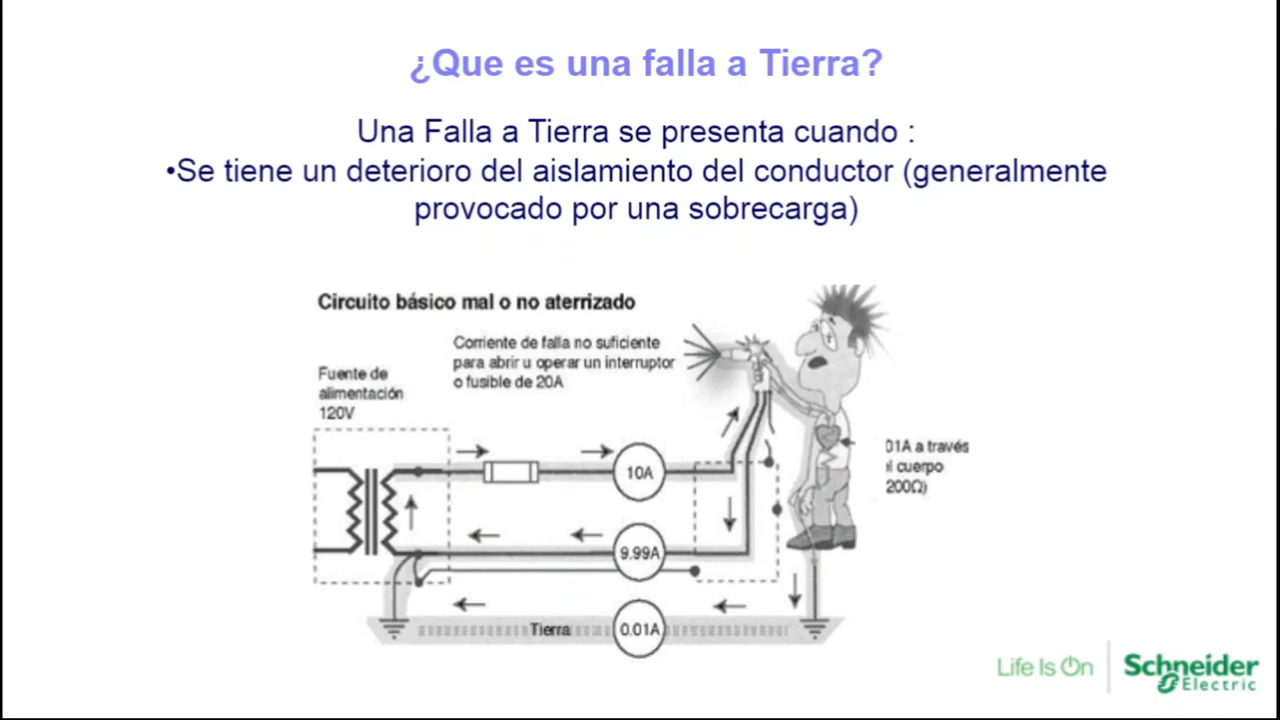 ¿Que es una falla a Tierra?
Una Falla a Tierra se presenta cuando :
•Se tiene un deterioro del aislamiento del conductor (generalmente
provocado por una sobrecarga)
Circuito básico mal o no aterrizado
Corriente de falla no suficiente
para abrir u operar un interruptor
o fusible de 20A
Fuente de
alimentación
120V
10A
01A a través
l cuerpo
200Ω)
9.99A
Tierra
0.01A
Life Is On
Schneider
Electric